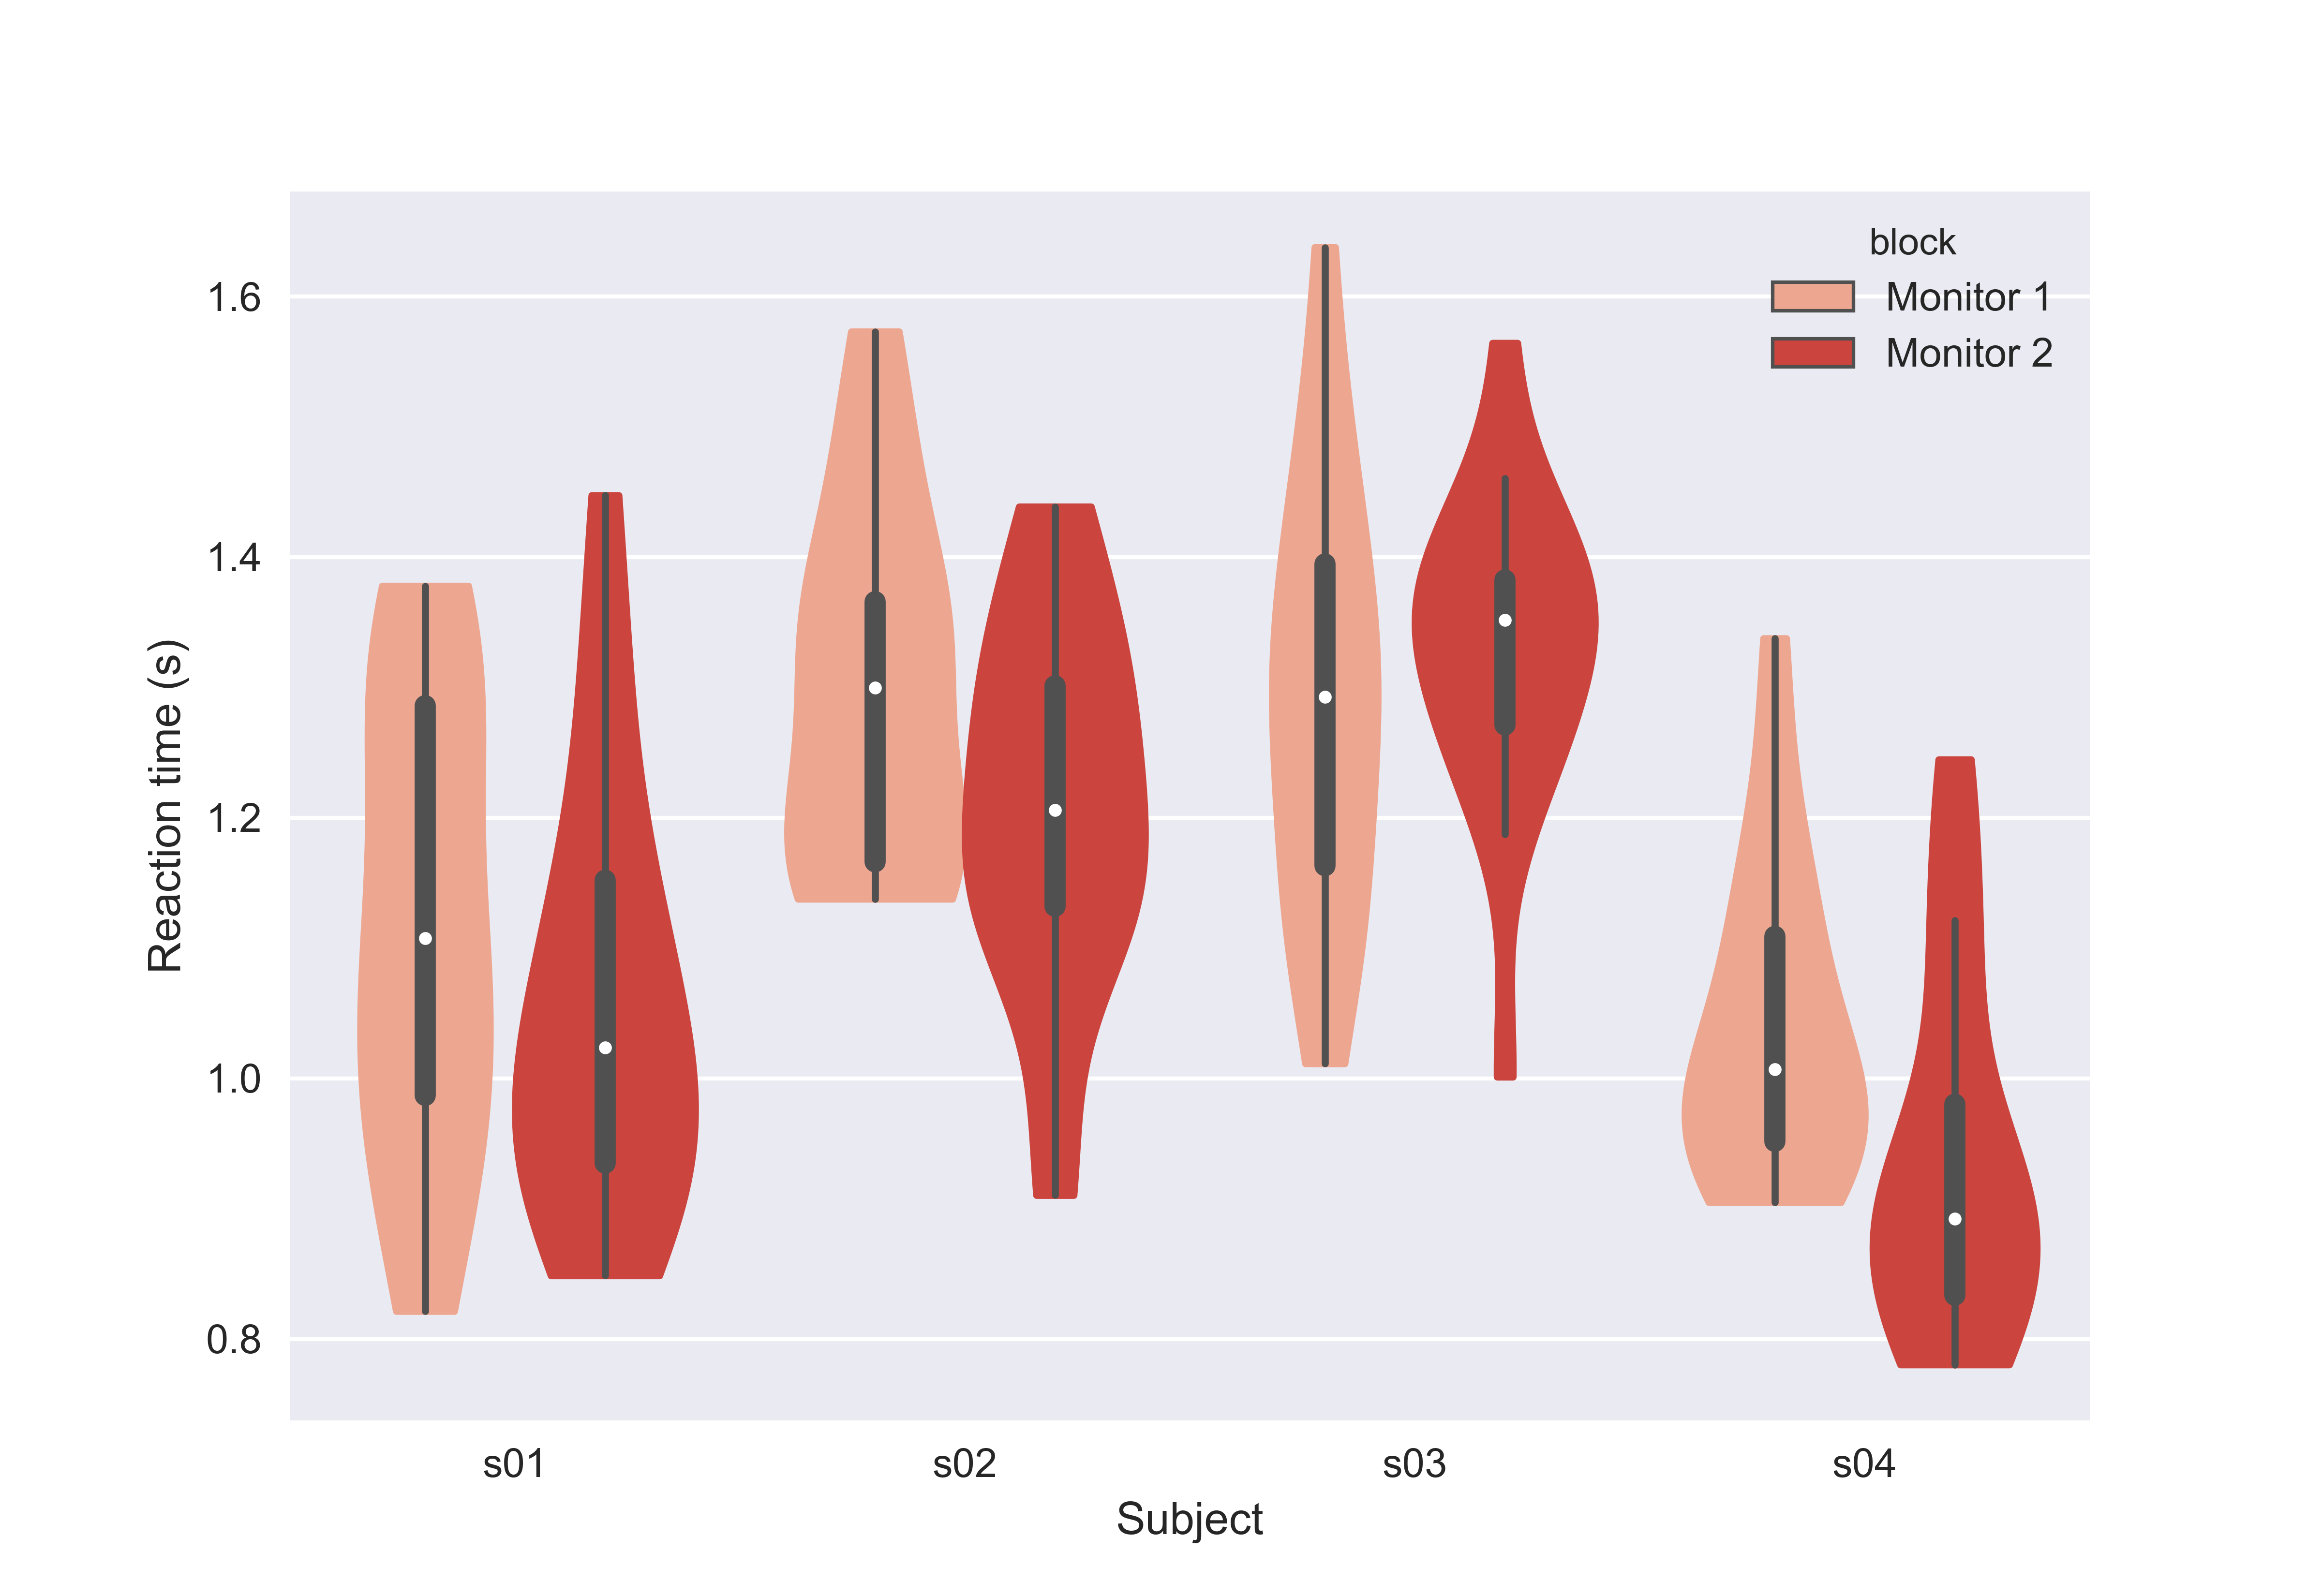 block
Monitor 1
Monitor 2
1.6
1.4
1.2
1.0
0.8
Reaction time (s)
s01 s02 s03 s04
Subject